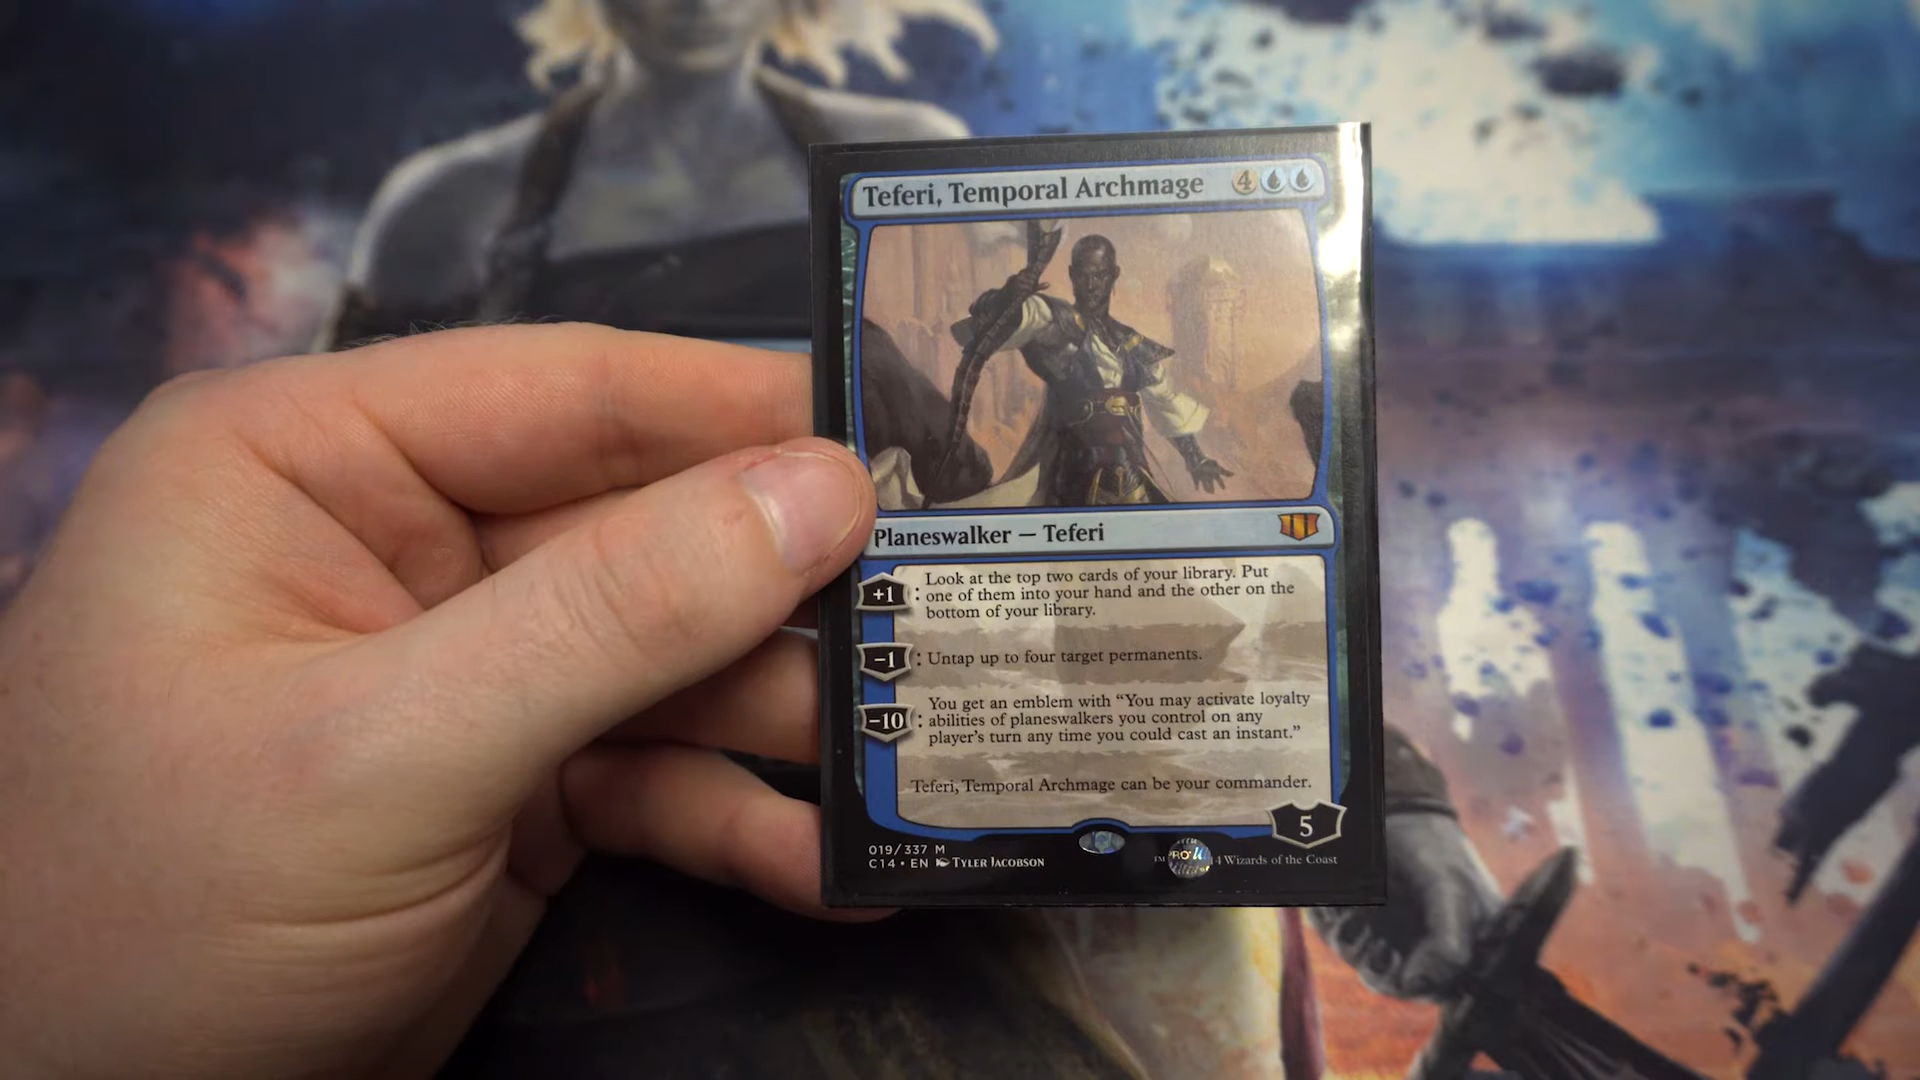 Teferi, Temporal Archmage 4
Planeswalker — Teferi
+1 : Look at the top two cards of your library. Put
one of them into your hand and the other on the
bottom of your library.
−1 : Untap up to four target permanents.
−10 : You get an emblem with “You may activate loyalty
abilities of planeswalkers you control on any
player’s turn any time you could cast an instant.”
Teferi, Temporal Archmage can be your commander.
5
019/337 M
C14 • EN Tyler Jacobson
™ 4 Wizards of the Coast